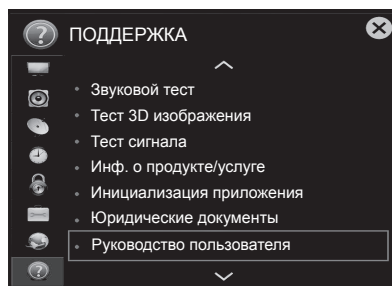 ПОДДЕРЖКА
• Звуковой тест
• Тест 3D изображения
• Тест сигнала
• Инф. о продукте/услуге
• Инициализация приложения
• Юридические документы
• Руководство пользователя